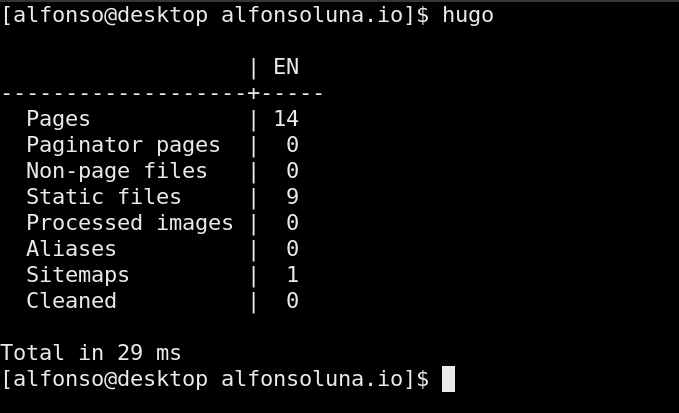 [alfonso@desktop alfonsoluna.io]$ hugo
                   | EN
-------------------+-----
  Pages            | 14
  Paginator pages  |  0
  Non-page files   |  0
  Static files     |  9
  Processed images |  0
  Aliases          |  0
  Sitemaps         |  1
  Cleaned          |  0
Total in 29 ms
[alfonso@desktop alfonsoluna.io]$